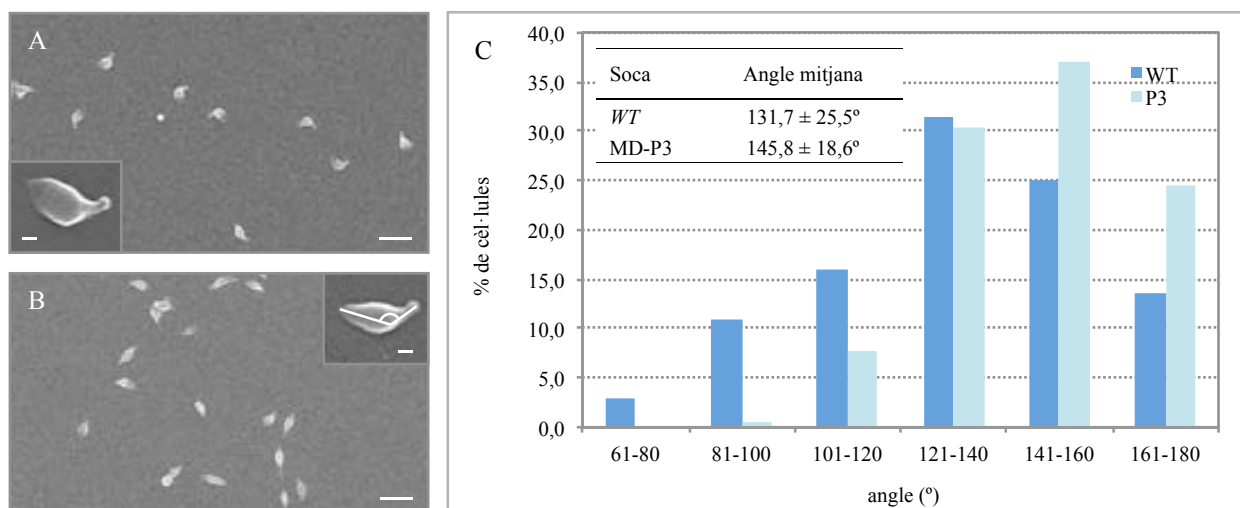 A
B
C
40,0
35,0
30,0
25,0
20,0
15,0
10,0
5,0
0,0
% de cèl·lules
Soca Angle mitjana
WT 131,7 ± 25,5º
MD-P3 145,8 ± 18,6º
WT
P3
61-80 81-100 101-120 121-140 141-160 161-180
angle (º)